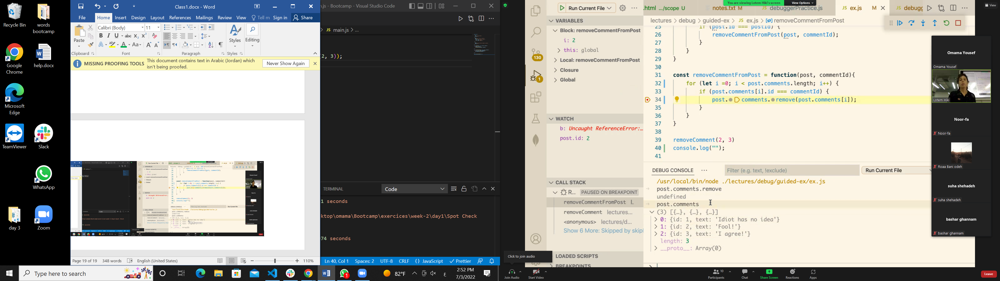 Recycle Bin
words
bootcamp
Google
Chrome
help.docx
Microsoft
Edge
TeamViewer
Slack
WhatsApp
day 3
Zoom
Class1.docx - Word
File Home Insert Design Layout References Mailings Review View Tell m Sign in Share
Calibri (Body) 11
Paste
Styles
Editing
Clipboard Font Paragraph Styles
MISSING PROOFING TOOLS This document contains text in Arabic (Jordan) which
isn't being proofed.
Never Show Again
Page 19 of 19 348 words English (United States) 110%
.js - Bootcamp - Visual Studio Code
JS main.js > ...
2, 3));
TERMINAL
Code
1 seconds
ktop\omama\Bootcamp\exercices\week-2\day1\Spot Check
74 seconds
Ln 40, Col 1 Spaces: 2 UTF-8 CRLF {} JavaScript Prettier
Type here to search
82°F
ع
2:52 PM
7/3/2022
You are viewing Lotem Hiki's screen View Options
View
Run Current File
.html .../scope U notes.txt M debuggerPractice.js JS ex.js M JS debugg
lectures > debug > guided-ex > JS ex.js > removeCommentFromPost
VARIABLES
Block: removeCommentFromPost
i: 2
this: global
Local: removeCommentFromPost
Closure
Global
130
1
WATCH
b: Uncaught ReferenceError:…
post.id: 2
CALL STACK
R... PAUSED ON BREAKPOINT
removeCommentFromPost l.
removeComment lectures...
<anonymous> lectures/d...
Show 6 More: Skipped by skipl
LOADED SCRIPTS
BREAKPOINTS
25 if (post.id === postId) {
26 removeCommentFromPost(post, commentId);
27 }
28 }
29 }
30
31 const removeCommentFromPost = function(post, commentId){
32 for (let i =0; i < post.comments.length; i++) {
33 if (post.comments[i].id === commentId) {
34 post.comments.remove(post.comments[i]);
35 }
36 }
37 }
38
39 removeComment(2, 3)
40 console.log("");
41
DEBUG CONSOLE ...
Filter (e.g. text, !exclude)
Run Current File
/usr/local/bin/node ./lectures/debug/guided-ex/ex.js
post.comments.remove
undefined
post.comments
(3) [{…}, {…}, {…}]
0: {id: 1, text: 'Idiot has no idea'}
1: {id: 2, text: 'Fool!'}
2: {id: 3, text: 'I agree!'}
length: 3
__proto__: Array(0)
Omama Yousef
Omama Yousef
Lotem Hiki
Noor-fa
Noor-fa
Roaa Bani odeh
suha shehadeh
suha shehadeh
bashar ghannam
bashar ghannam
Click to join audio
Join Audio Start Video Participants 10 Chat Share Screen Reactions Apps Leave